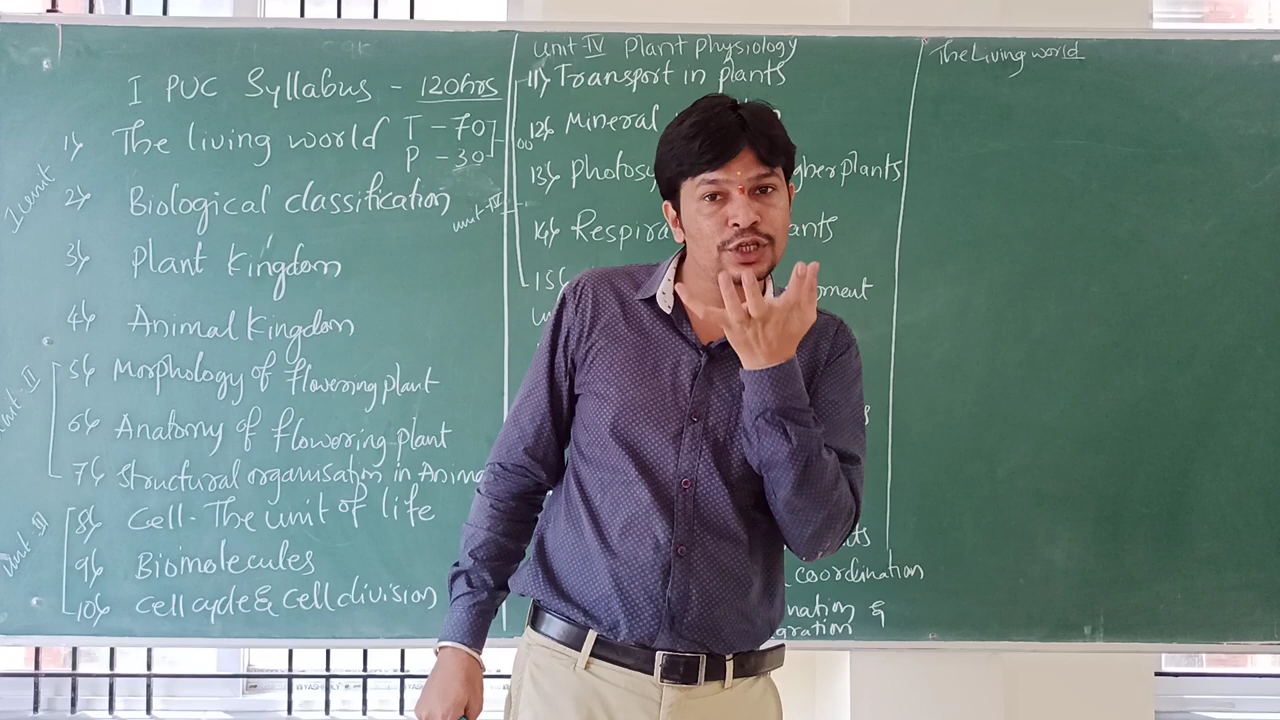 I PUC Syllabus - 120hrs
1) The living world T - 70
P - 30
I unit
2) Biological classification
3) Plant kingdom
4) Animal kingdom
5) Morphology of flowering plant
Unit-II
6) Anatomy of flowering plant
7) Structural organisation in Anima
8) Cell-The unit of life
Unit-III
9) Biomolecules
10) Cell cycle & cell division
Unit-IV Plant physiology
11) Transport in plants
12) Mineral
00
13) Photosy gher plants
unit-IV
14) Respira ants
15) pment
ts
coordination
nation &
gration
The Living world